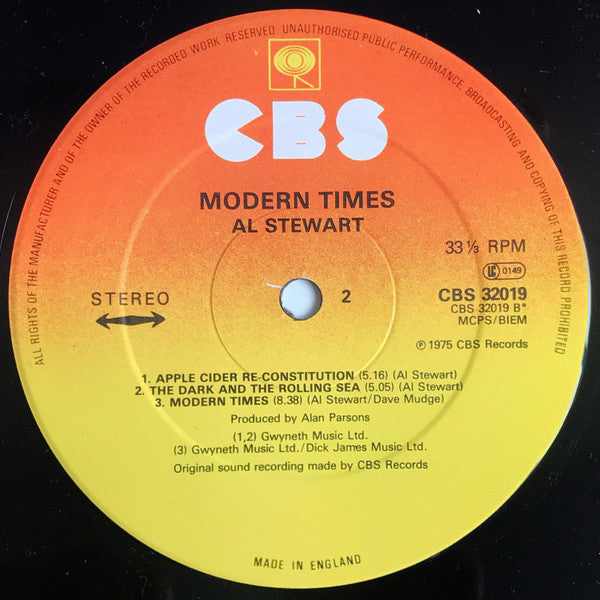 ALL RIGHTS OF THE MANUFACTURER AND OF THE OWNER OF THE RECORDED WORK RESERVED UNAUTHORISED PUBLIC PERFORMANCE, BROADCASTING AND COPYING OF THIS RECORD PROHIBITED
CBS
MODERN TIMES
AL STEWART
33⅓ RPM
LC 0149
STEREO
2
CBS 32019
CBS 32019 B*
MCPS/BIEM
℗ 1975 CBS Records
1. APPLE CIDER RE-CONSTITUTION (5.16) (Al Stewart)
2. THE DARK AND THE ROLLING SEA (5.05) (Al Stewart)
3. MODERN TIMES (8.38) (Al Stewart/Dave Mudge)
Produced by Alan Parsons
(1,2) Gwyneth Music Ltd.
(3) Gwyneth Music Ltd./Dick James Music Ltd.
Original sound recording made by CBS Records
MADE IN ENGLAND